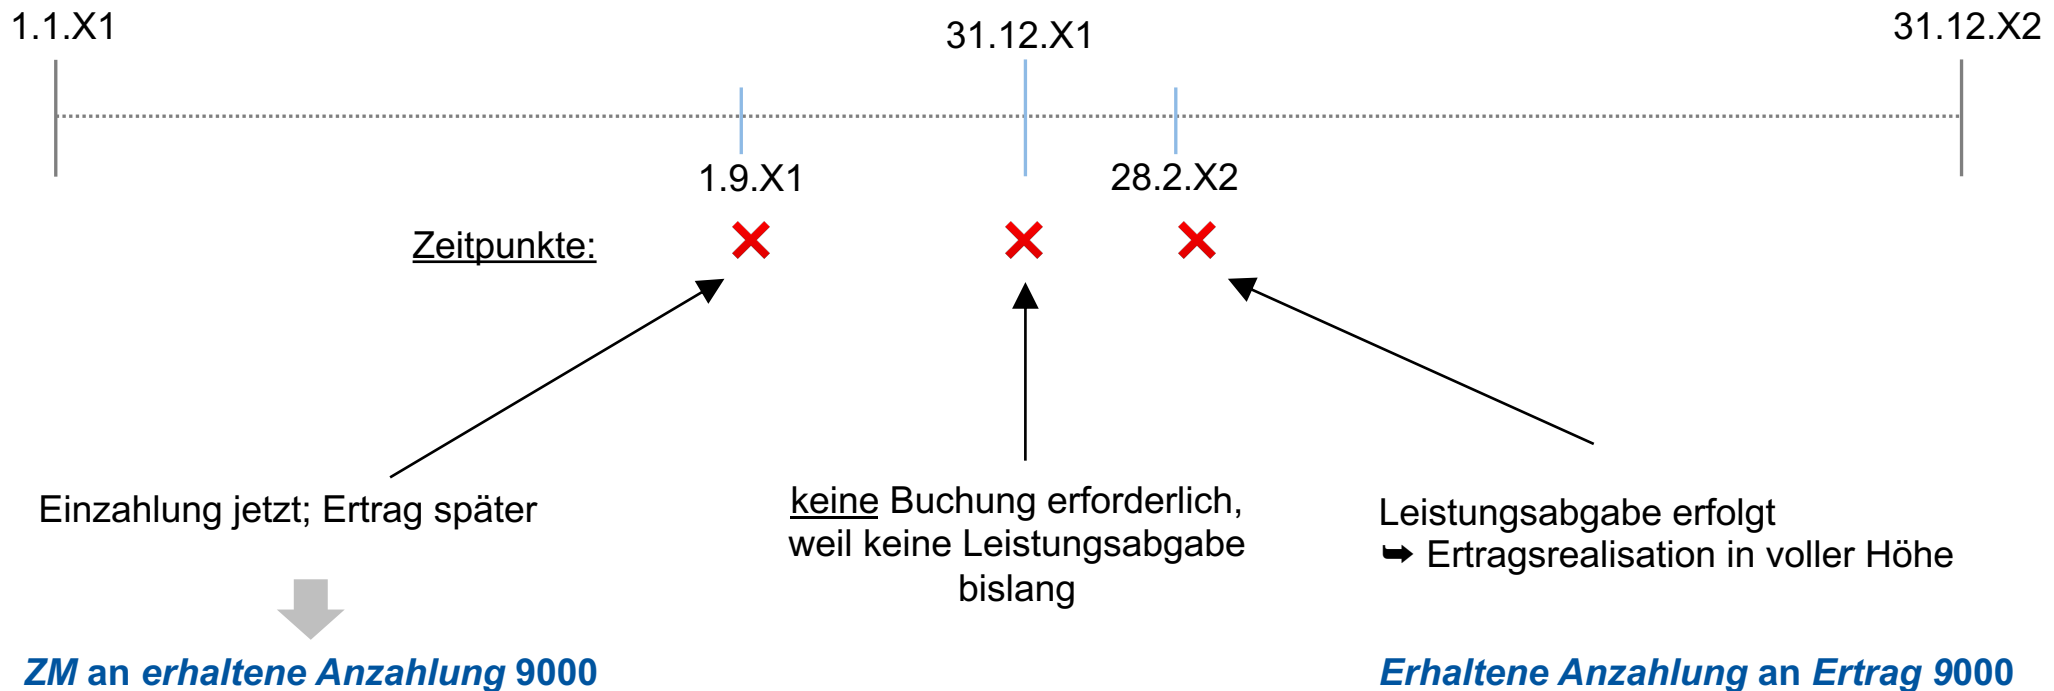 1.1.X1
31.12.X1
31.12.X2
1.9.X1
28.2.X2
Zeitpunkte:
Einzahlung jetzt; Ertrag später
keine Buchung erforderlich,
weil keine Leistungsabgabe
bislang
Leistungsabgabe erfolgt
➥ Ertragsrealisation in voller Höhe
ZM an erhaltene Anzahlung 9000
Erhaltene Anzahlung an Ertrag 9000